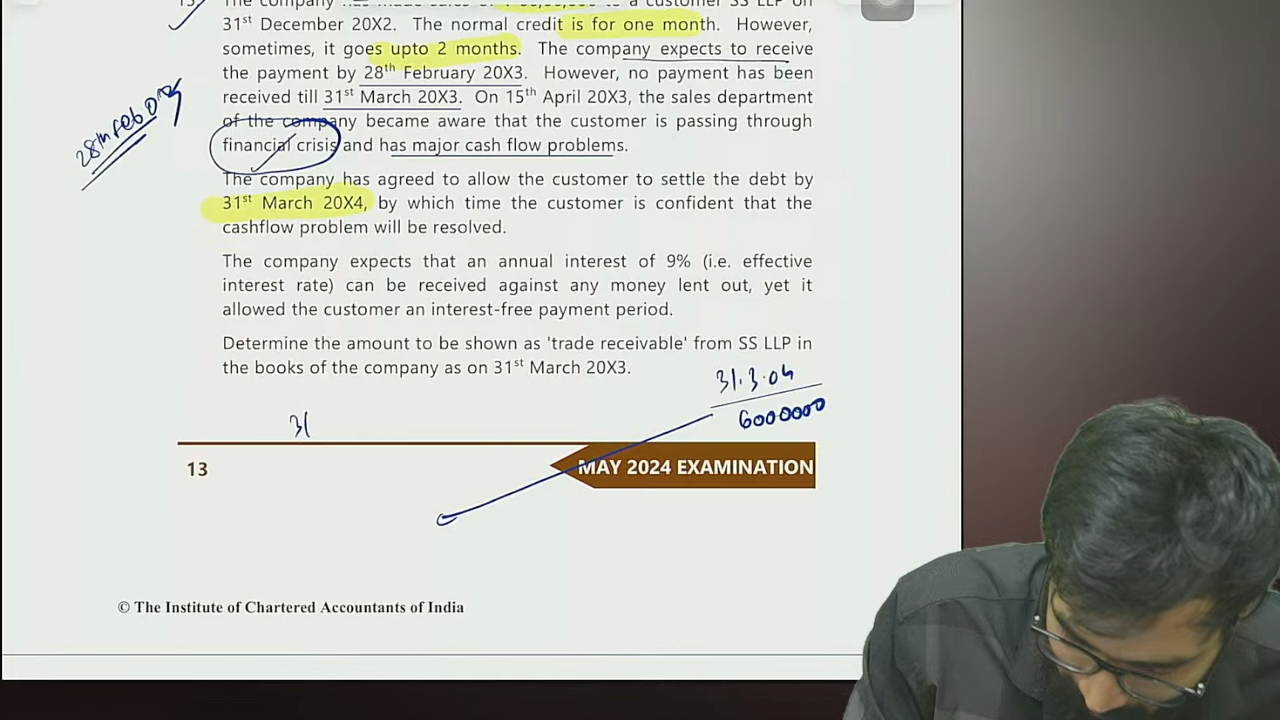 The company has made sales of ₹ 60,00,000 to a customer SS LLP on
31st December 20X2. The normal credit is for one month. However,
sometimes, it goes upto 2 months. The company expects to receive
the payment by 28th February 20X3. However, no payment has been
received till 31st March 20X3. On 15th April 20X3, the sales department
of the company became aware that the customer is passing through
financial crisis and has major cash flow problems.
28th Feb 03
The company has agreed to allow the customer to settle the debt by
31st March 20X4, by which time the customer is confident that the
cashflow problem will be resolved.
The company expects that an annual interest of 9% (i.e. effective
interest rate) can be received against any money lent out, yet it
allowed the customer an interest-free payment period.
Determine the amount to be shown as 'trade receivable' from SS LLP in
the books of the company as on 31st March 20X3.
31.3.04
6000000
31
13
MAY 2024 EXAMINATION
© The Institute of Chartered Accountants of India